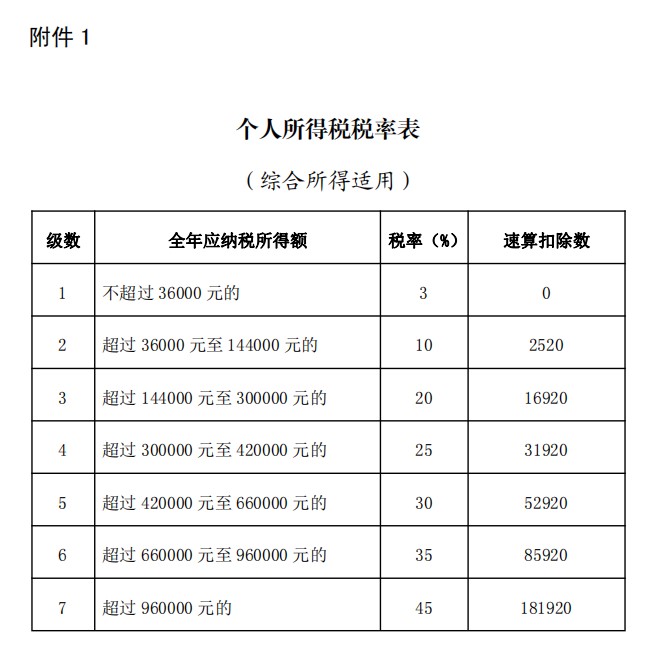 附件 1
个人所得税税率表
（综合所得适用）
级数 全年应纳税所得额 税率（%） 速算扣除数
1 不超过 36000 元的 3 0
2 超过 36000 元至 144000 元的 10 2520
3 超过 144000 元至 300000 元的 20 16920
4 超过 300000 元至 420000 元的 25 31920
5 超过 420000 元至 660000 元的 30 52920
6 超过 660000 元至 960000 元的 35 85920
7 超过 960000 元的 45 181920